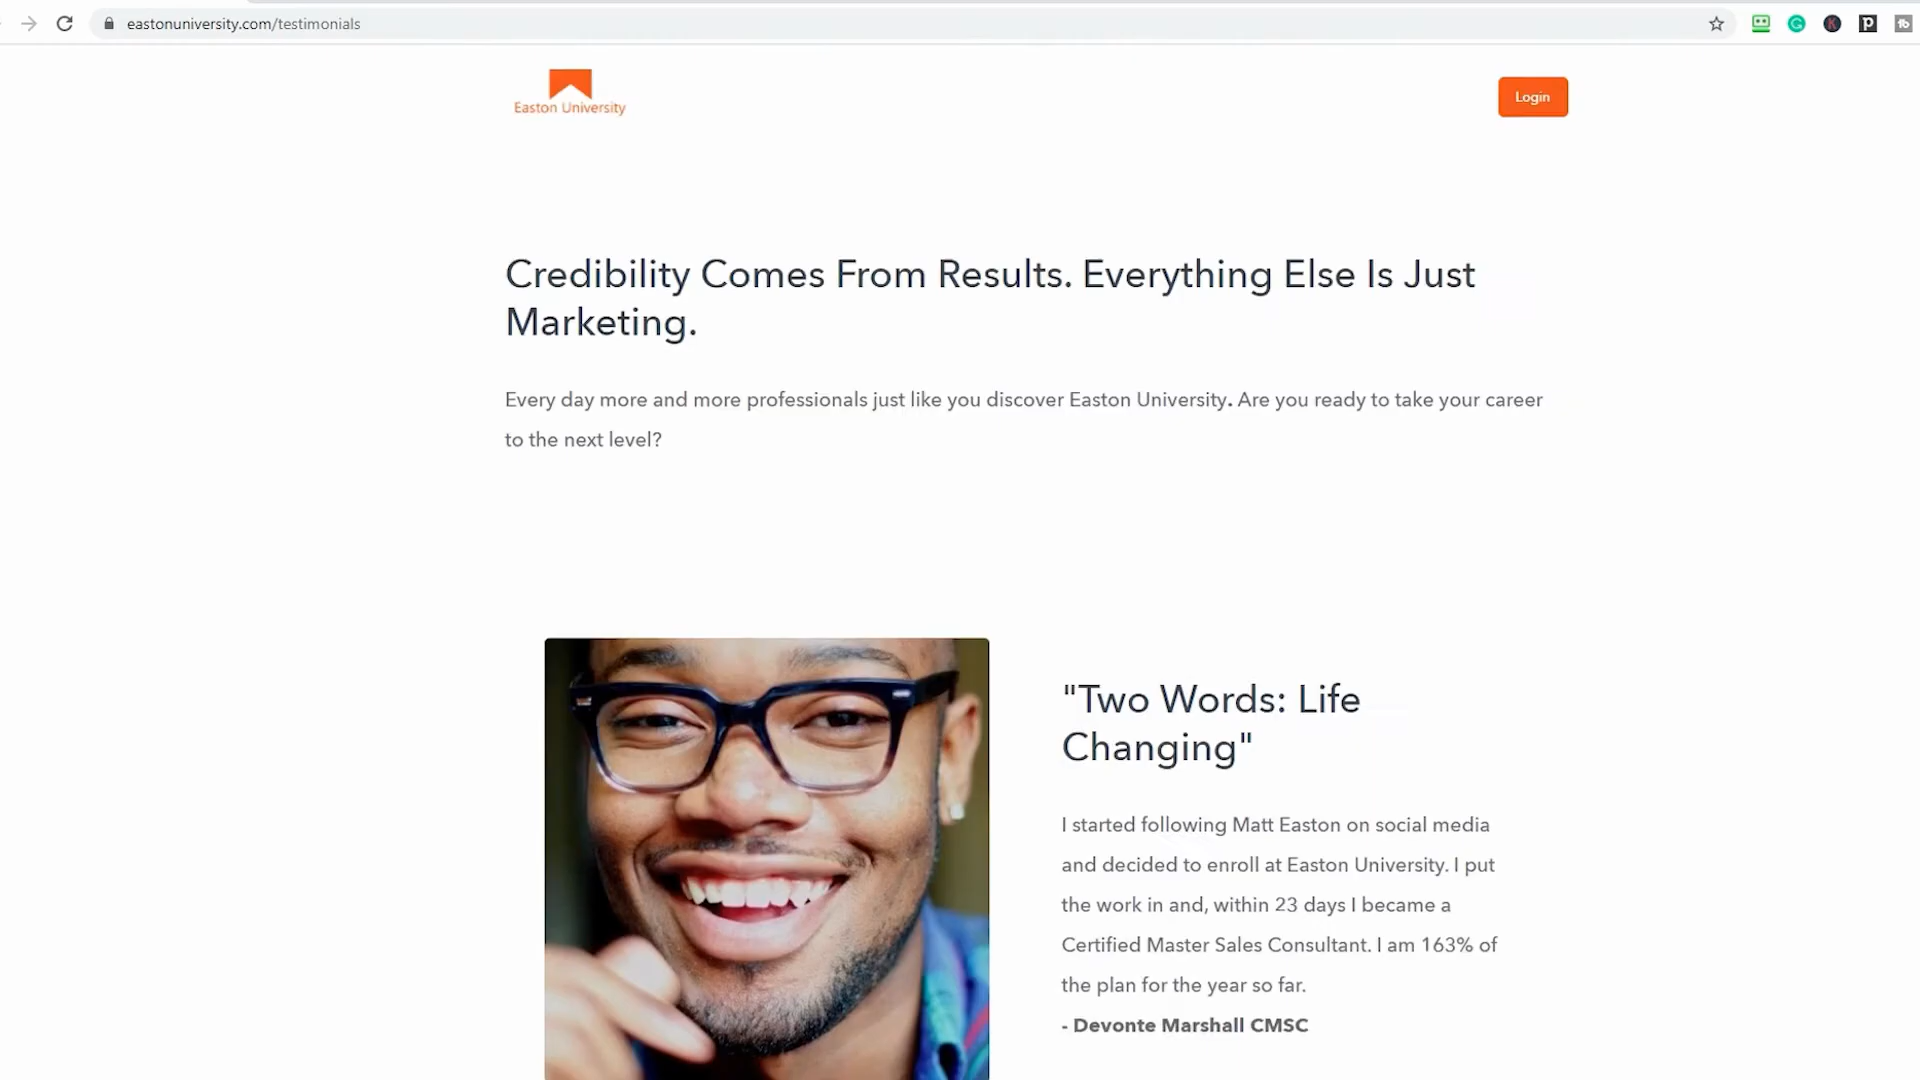 eastonuniversity.com/testimonials
Easton University
Login
Credibility Comes From Results. Everything Else Is Just
Marketing.
Every day more and more professionals just like you discover Easton University. Are you ready to take your career
to the next level?
"Two Words: Life
Changing"
I started following Matt Easton on social media
and decided to enroll at Easton University. I put
the work in and, within 23 days I became a
Certified Master Sales Consultant. I am 163% of
the plan for the year so far.
- Devonte Marshall CMSC